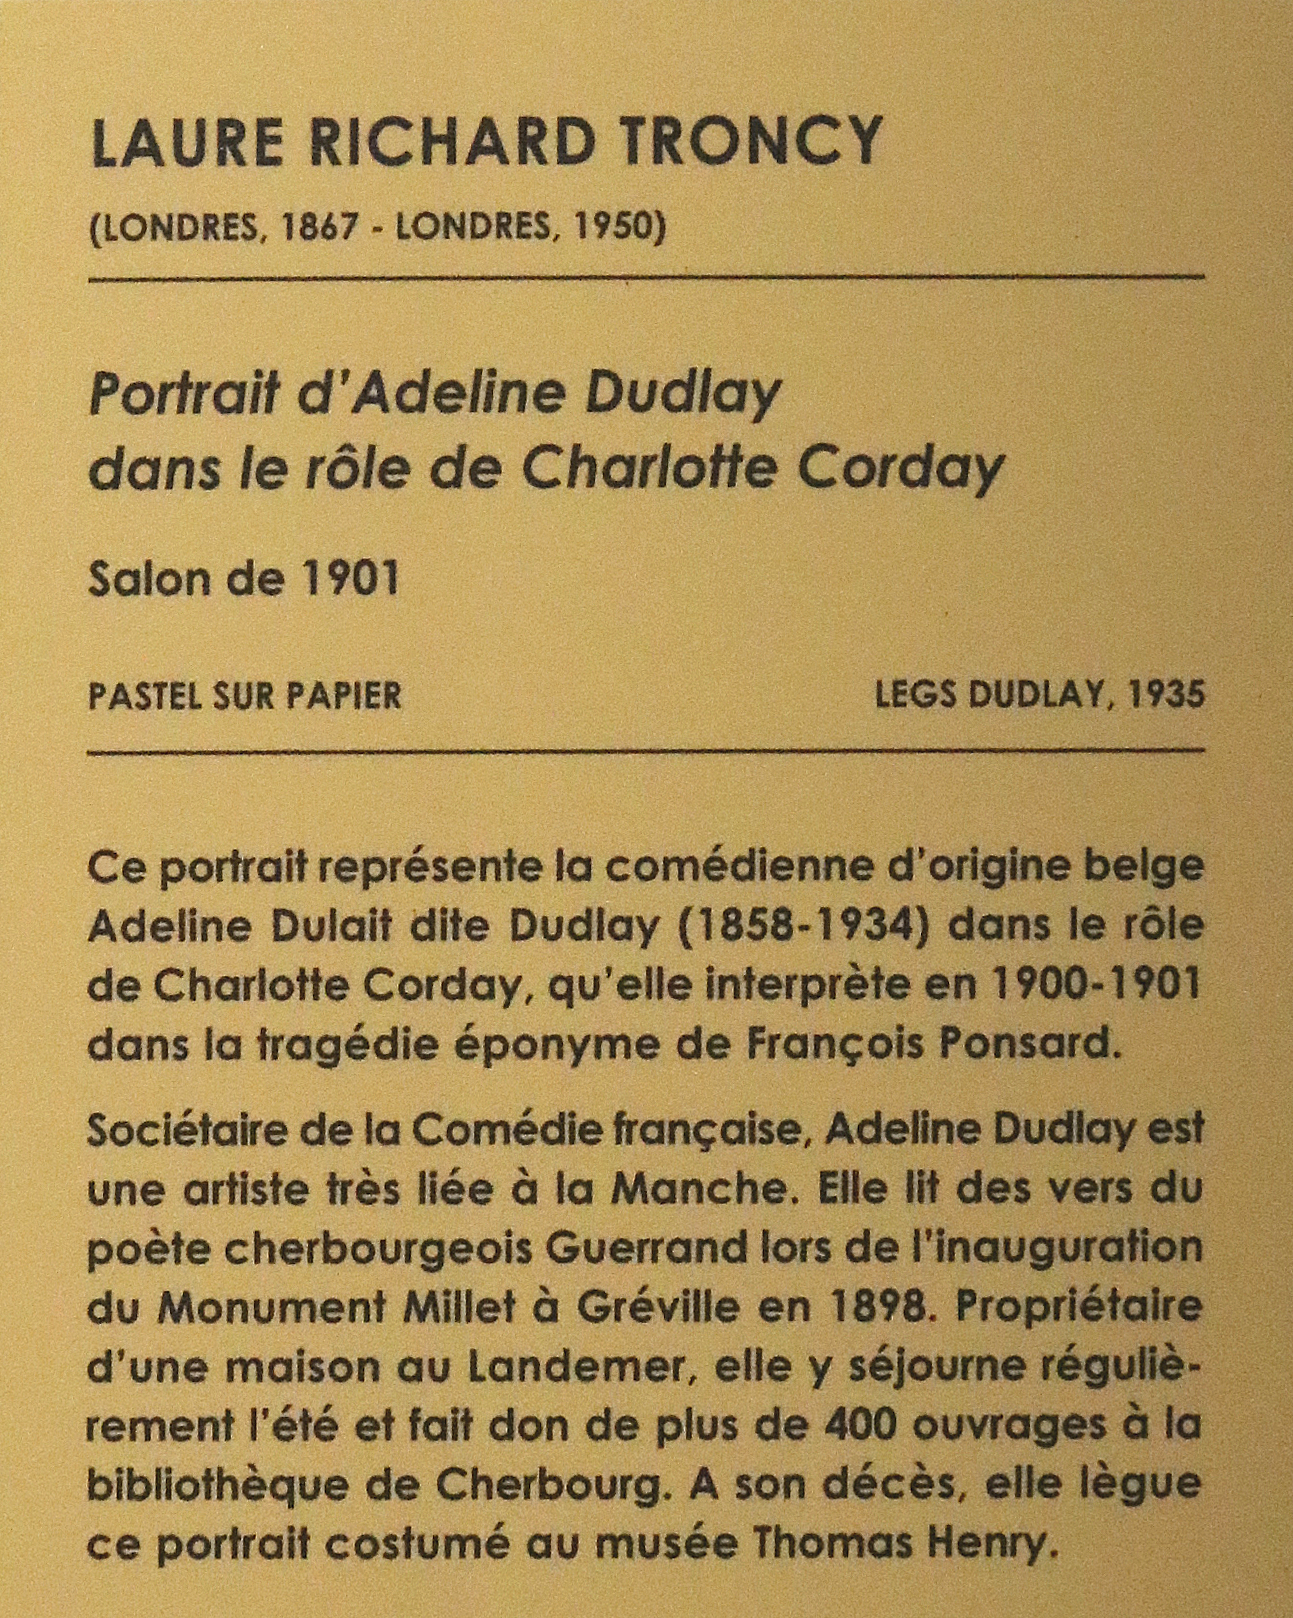 LAURE RICHARD TRONCY
(LONDRES, 1867 - LONDRES, 1950)
Portrait d'Adeline Dudlay
dans le rôle de Charlotte Corday
Salon de 1901
PASTEL SUR PAPIER LEGS DUDLAY, 1935
Ce portrait représente la comédienne d'origine belge
Adeline Dulait dite Dudlay (1858-1934) dans le rôle
de Charlotte Corday, qu'elle interprète en 1900-1901
dans la tragédie éponyme de François Ponsard.
Sociétaire de la Comédie française, Adeline Dudlay est
une artiste très liée à la Manche. Elle lit des vers du
poète cherbourgeois Guerrand lors de l'inauguration
du Monument Millet à Gréville en 1898. Propriétaire
d'une maison au Landemer, elle y séjourne réguliè-
rement l'été et fait don de plus de 400 ouvrages à la
bibliothèque de Cherbourg. A son décès, elle lègue
ce portrait costumé au musée Thomas Henry.